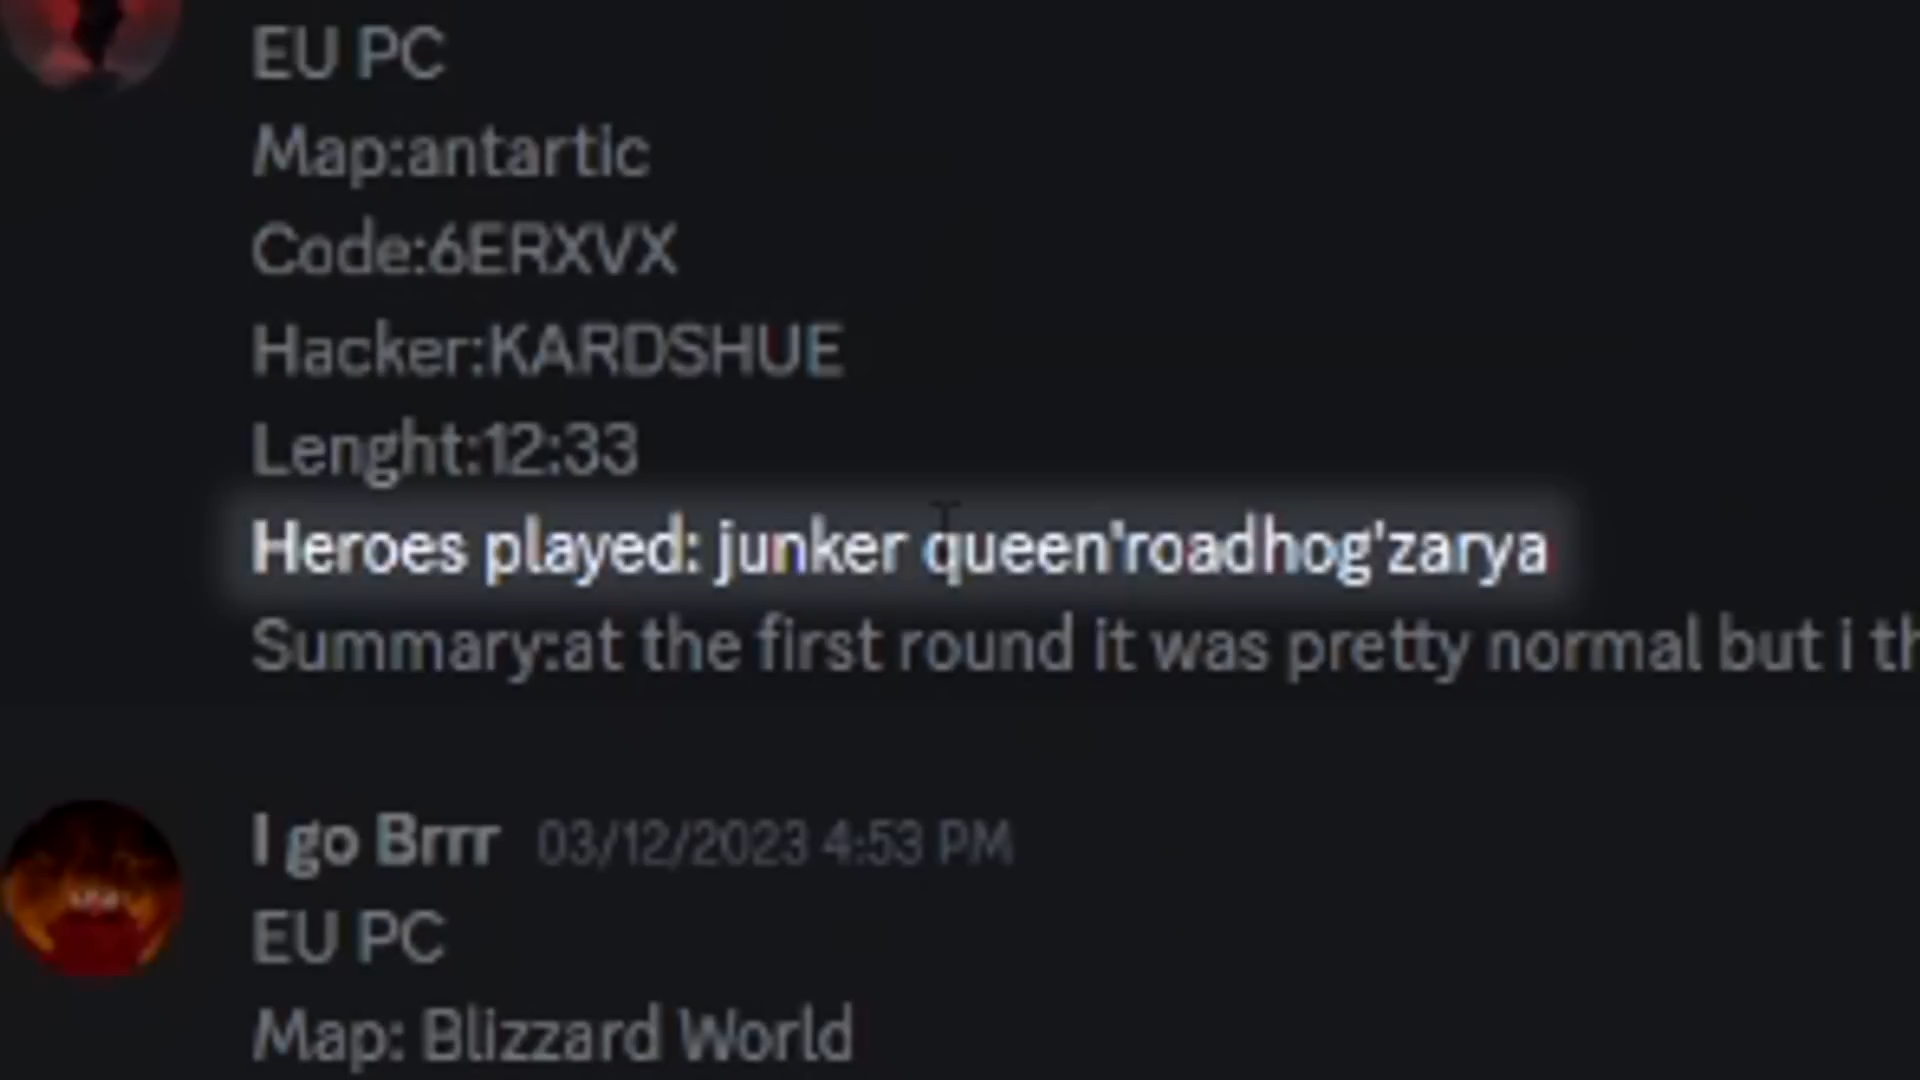 EU PC
Map:antartic
Code:6ERXVX
Hacker:KARDSHUE
Lenght:12:33
Heroes played: junker queen'roadhog'zarya
Summary:at the first round it was pretty normal but i th
I go Brrr 03/12/2023 4:53 PM
EU PC
Map: Blizzard World